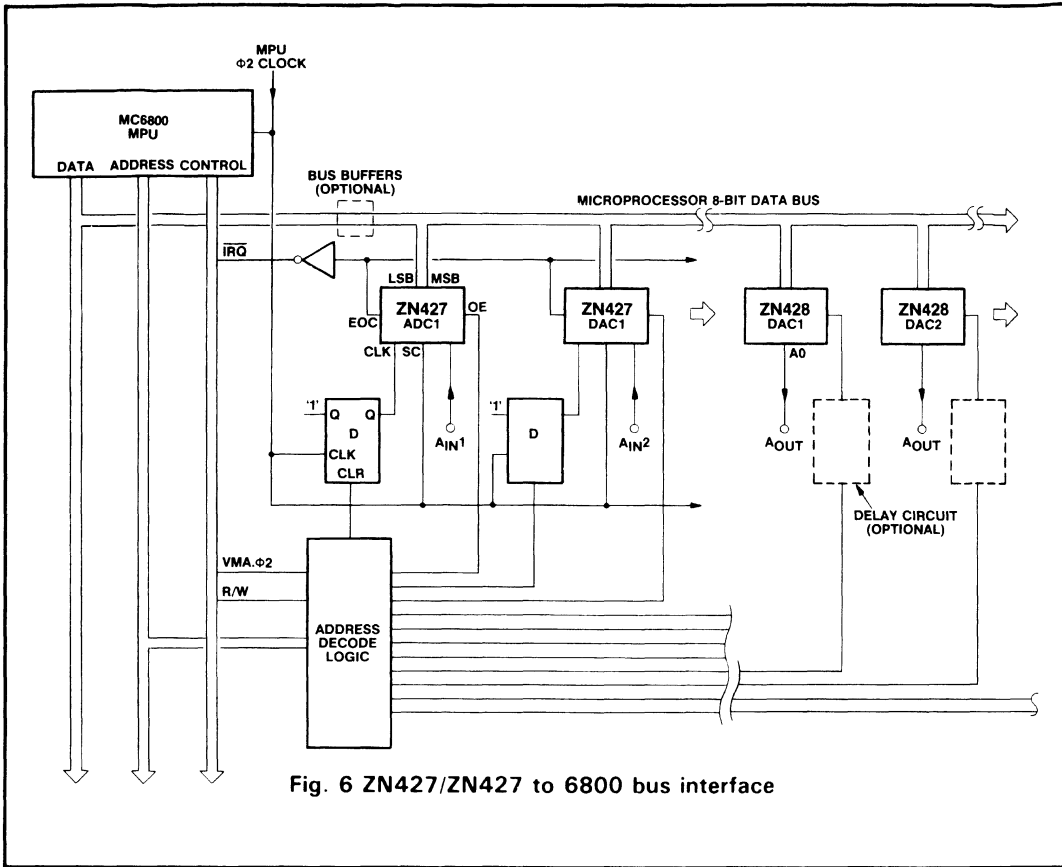 MPU
Φ2 CLOCK
MC6800
MPU
DATA ADDRESS CONTROL
BUS BUFFERS
(OPTIONAL)
MICROPROCESSOR 8-BIT DATA BUS
IRQ
LSB MSB
ZN427
ADC1
OE
EOC
CLK SC
ZN427
DAC1
ZN428
DAC1
A0
ZN428
DAC2
'1'
Q Q
D
CLK
CLR
AIN1
'1'
D
AIN2
AOUT
AOUT
DELAY CIRCUIT
(OPTIONAL)
VMA.Φ2
R/W
ADDRESS
DECODE
LOGIC
Fig. 6 ZN427/ZN427 to 6800 bus interface